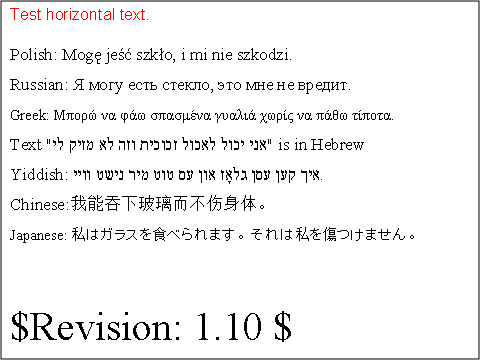 Test horizontal text.
Polish: Mogę jeść szkło, i mi nie szkodzi.
Russian: Я могу есть стекло, это мне не вредит.
Greek: Μπορώ να φάω σπασμένα γυαλιά χωρίς να πάθω τίποτα.
Text "אני יכול לאכול זכוכית וזה לא מזיק לי" is in Hebrew
Yiddish: איך קען עסן גלאָז און עס טוט מיר נישט וויי.
Chinese:我能吞下玻璃而不伤身体。
Japanese: 私はガラスを食べられます。それは私を傷つけません。
$Revision: 1.10 $